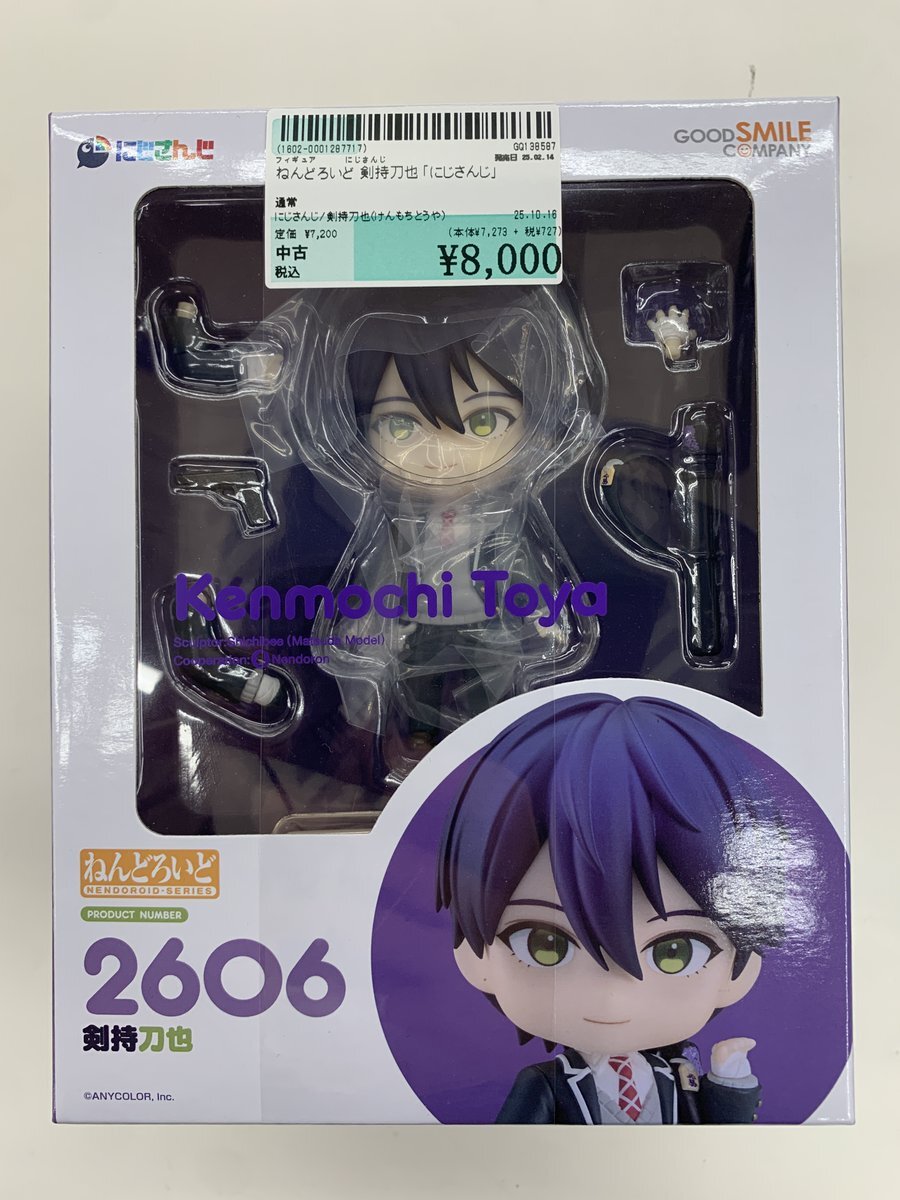 にじさんじ
GOOD SMILE COMPANY
(1602-0001287717) GQ138587
フィギュア にじさんじ 発売日 25.02.14
ねんどろいど 剣持刀也 「にじさんじ」
通常
にじさんじ/剣持刀也(けんもちとうや) 25.10.16
定価 ¥7,200 (本体¥7,273 + 税¥727)
中古
税込
¥8,000
Kenmochi Toya
Sculptor:Shichibee (Matsuda Model)
Cooperation: Nendoron
ねんどろいど
NENDOROID-SERIES
PRODUCT NUMBER
2606
剣持刀也
©ANYCOLOR, Inc.